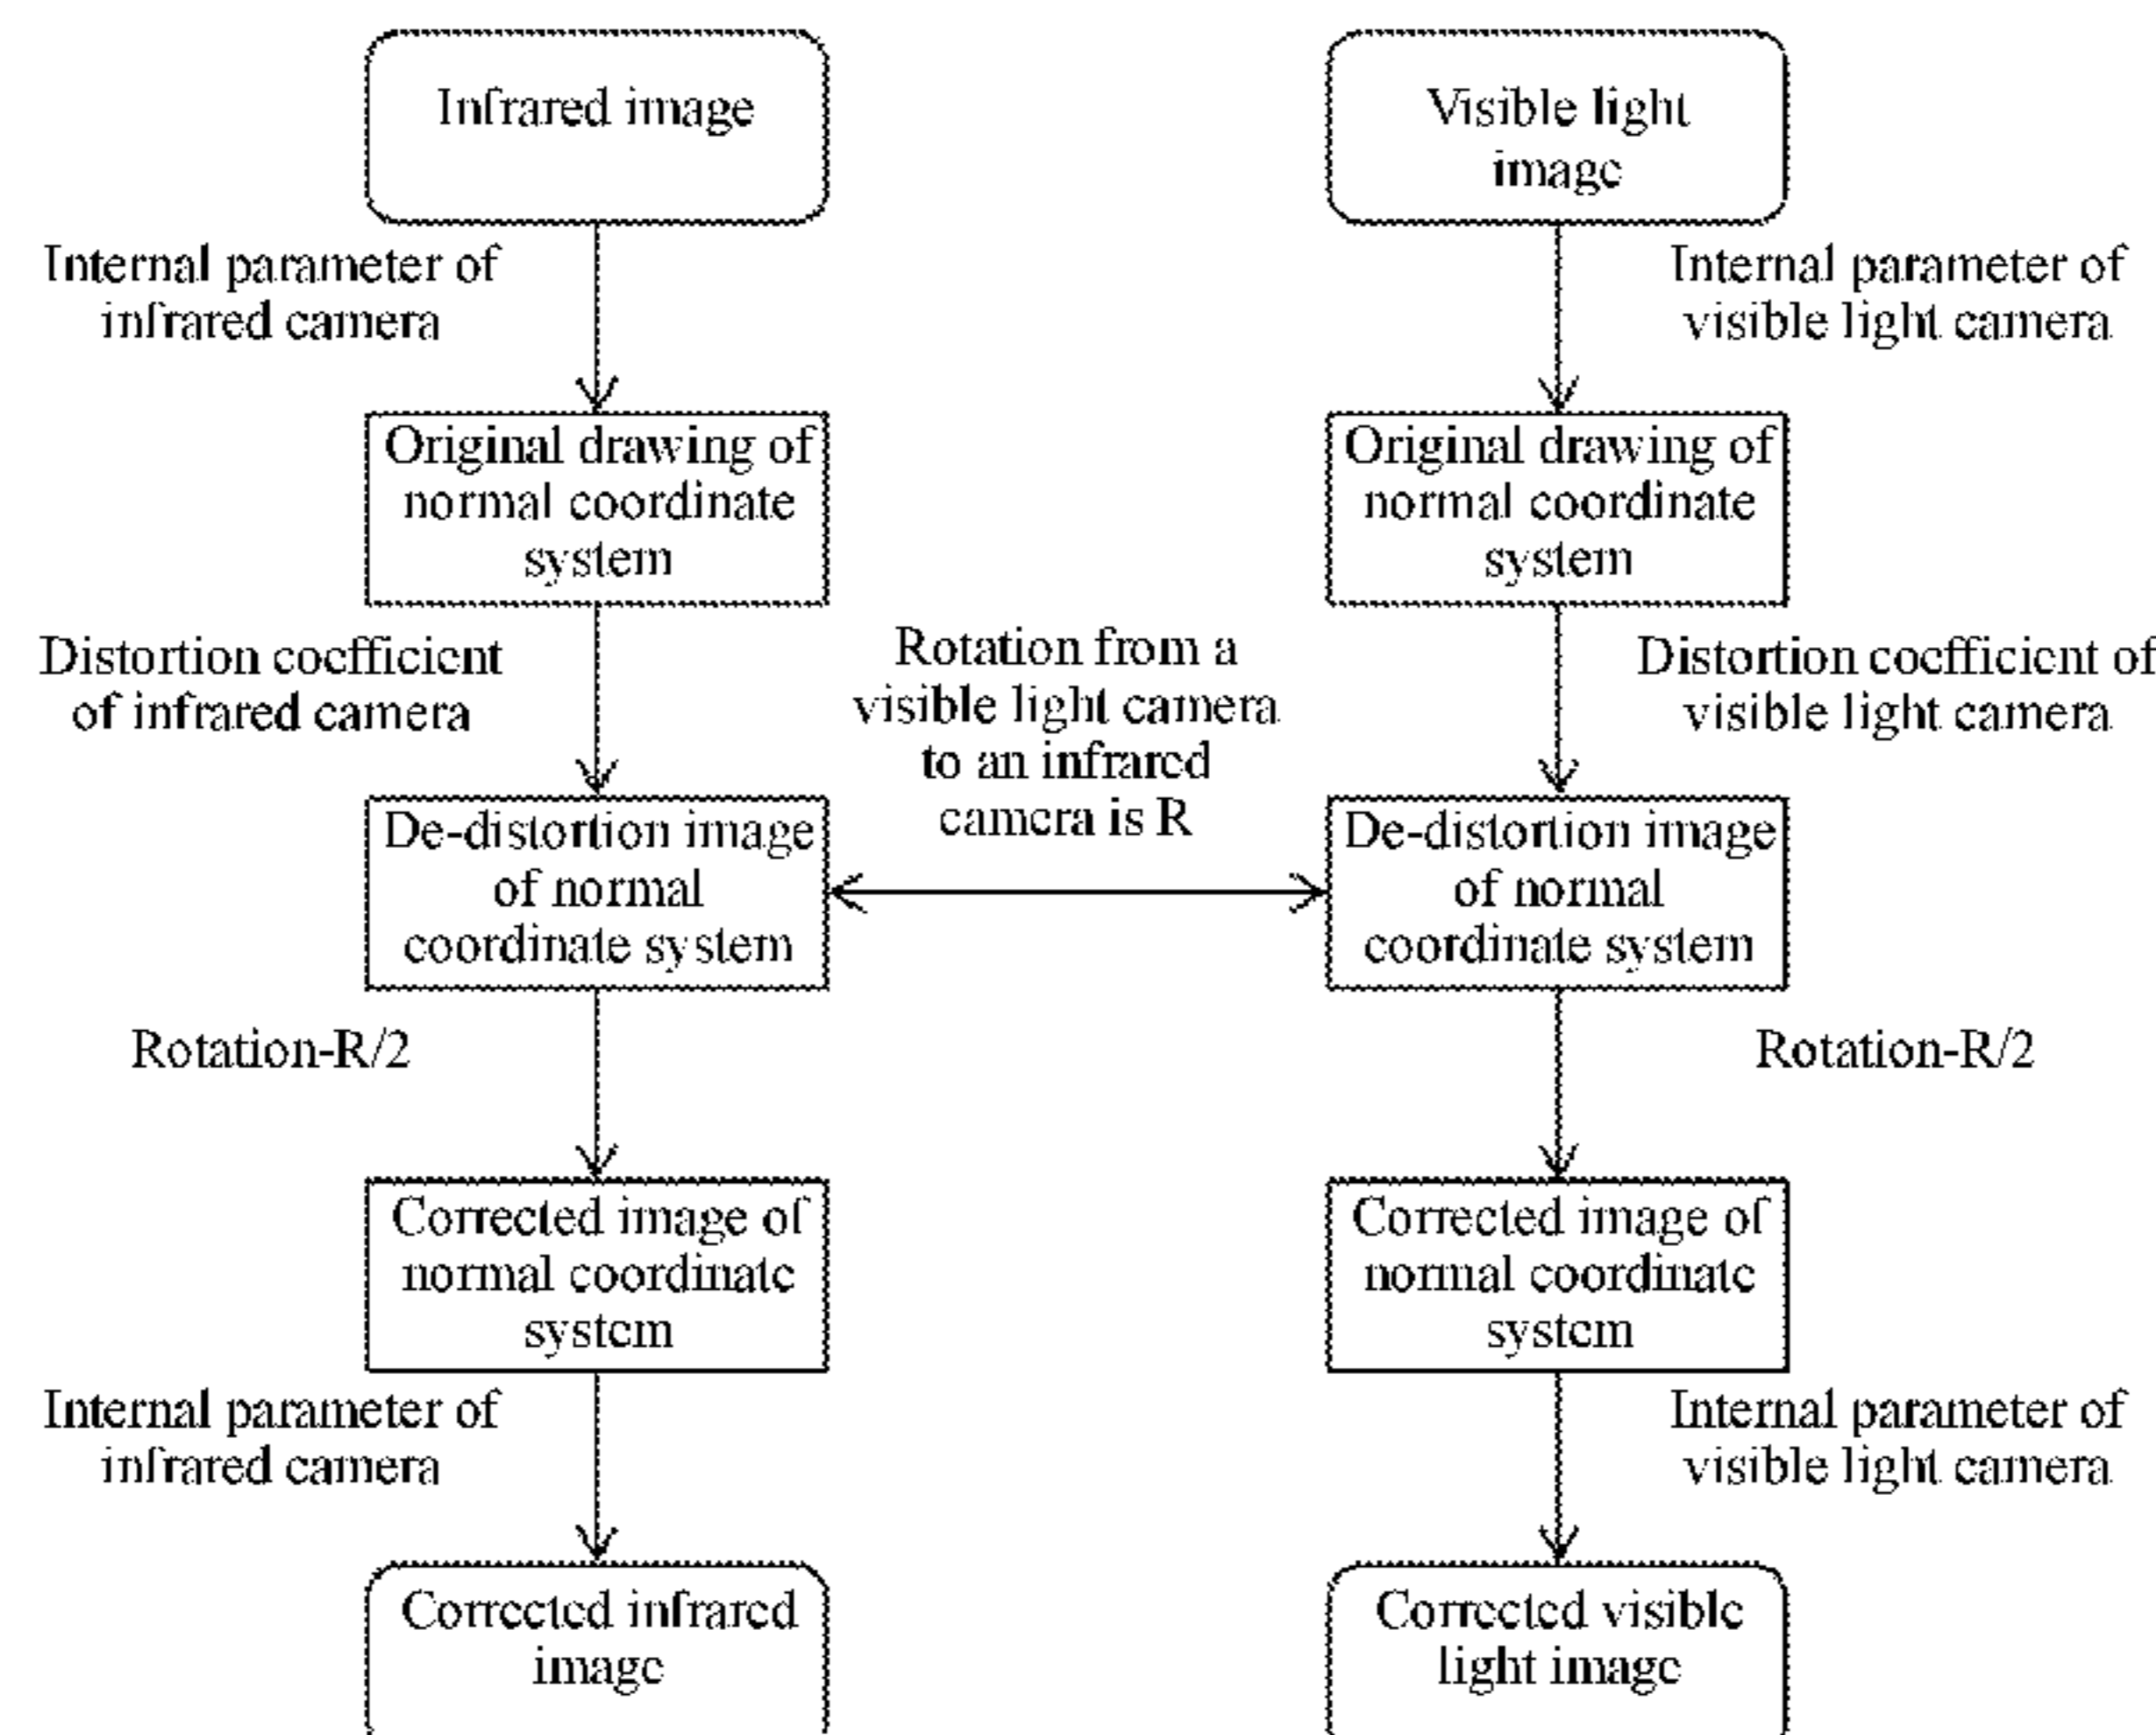 Infrared image
Visible light
image
Internal parameter of
infrared camera
Internal parameter of
visible light camera
Original drawing of
normal coordinate
system
Original drawing of
normal coordinate
system
Distortion coefficient
of infrared camera
Rotation from a
visible light camera
to an infrared
camera is R
Distortion coefficient of
visible light camera
De-distortion image
of normal
coordinate system
De-distortion image
of normal
coordinate system
Rotation-R/2
Rotation-R/2
Corrected image of
normal coordinate
system
Corrected image of
normal coordinate
system
Internal parameter of
infrared camera
Internal parameter of
visible light camera
Corrected infrared
image
Corrected visible
light image